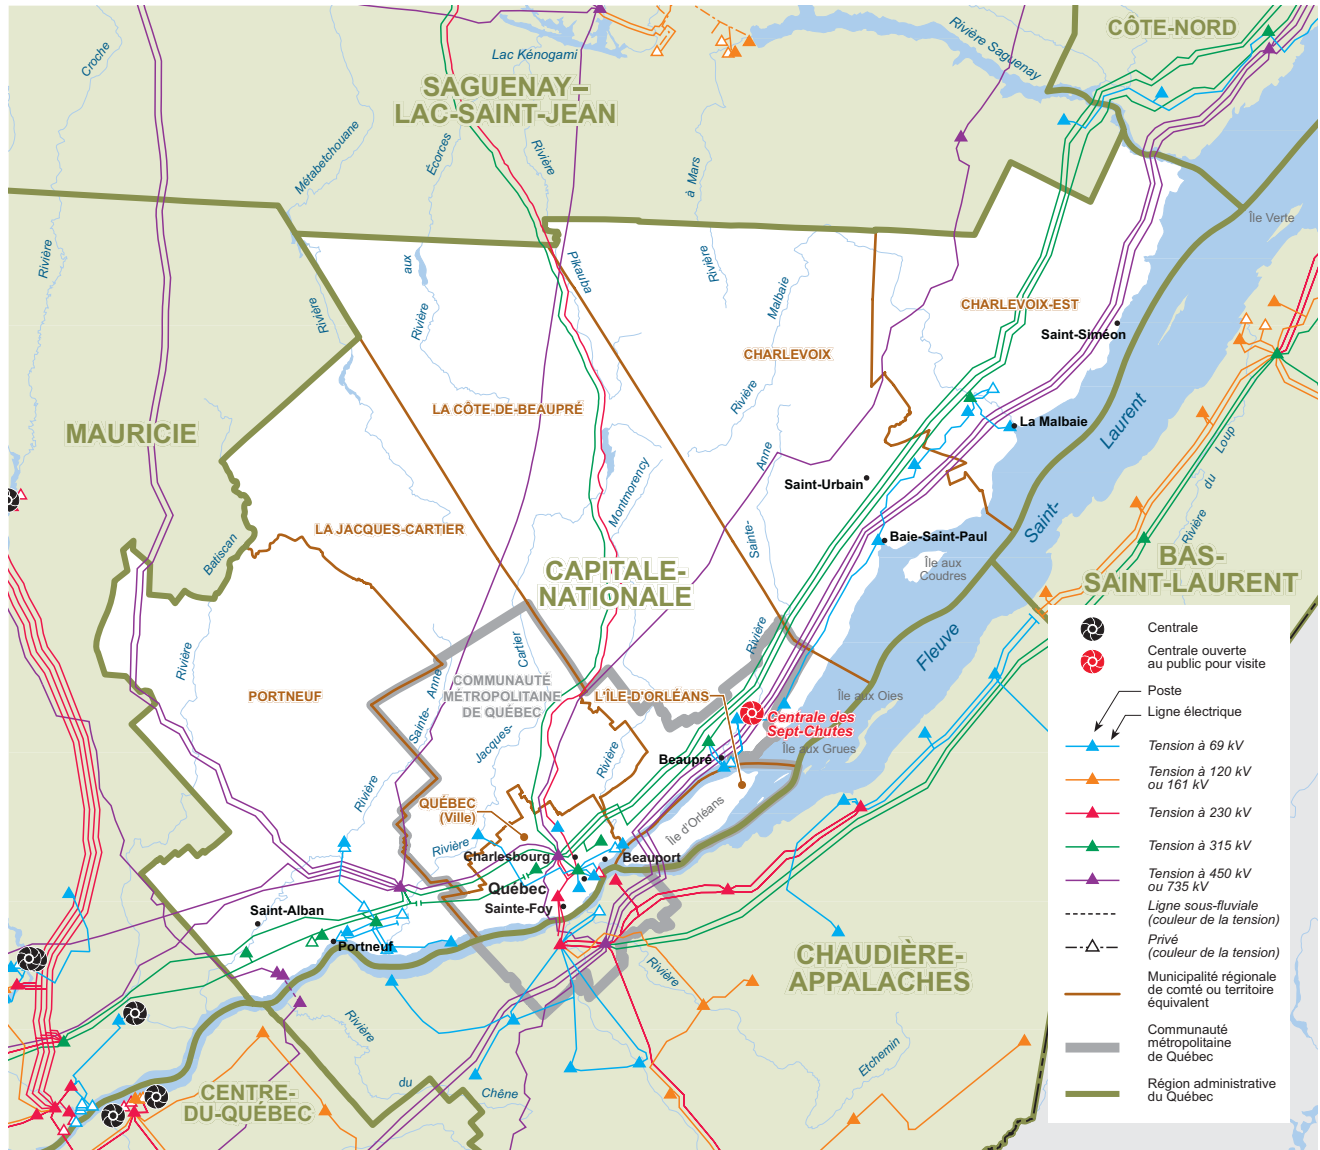 CÔTE-NORD
Rivière Saguenay
Lac Kénogami
SAGUENAY–
LAC-SAINT-JEAN
Croche
Rivière
Métabetchouane
Rivière
Écorces
aux
Rivière
Rivière
Pikauba
à Mars
Rivière
Malbaie
Rivière
Île Verte
CHARLEVOIX-EST
Saint-Siméon
CHARLEVOIX
LA CÔTE-DE-BEAUPRÉ
MAURICIE
La Malbaie
Laurent
Saint-
Fleuve
Rivière
du
Loup
Anne
Sainte-
Rivière
Saint-Urbain
Montmorency
Rivière
LA JACQUES-CARTIER
Batiscan
Rivière
Baie-Saint-Paul
Île aux
Coudres
BAS-
SAINT-LAURENT
CAPITALE-
NATIONALE
Cartier
Jacques-
Anne
Sainte-
Rivière
COMMUNAUTÉ
MÉTROPOLITAINE
DE QUÉBEC
PORTNEUF
L'ÎLE-D'ORLÉANS
Île aux Oies
Centrale des
Sept-Chutes
Île aux Grues
Beaupré
Île d'Orléans
QUÉBEC
(Ville)
Rivière
Charlesbourg
Beauport
Québec
Sainte-Foy
Saint-Alban
Portneuf
CHAUDIÈRE-
APPALACHES
Rivière
Etchemin
Rivière
du
Chêne
CENTRE-
DU-QUÉBEC
Centrale
Centrale ouverte
au public pour visite
Poste
Ligne électrique
Tension à 69 kV
Tension à 120 kV
ou 161 kV
Tension à 230 kV
Tension à 315 kV
Tension à 450 kV
ou 735 kV
Ligne sous-fluviale
(couleur de la tension)
Privé
(couleur de la tension)
Municipalité régionale
de comté ou territoire
équivalent
Communauté
métropolitaine
de Québec
Région administrative
du Québec